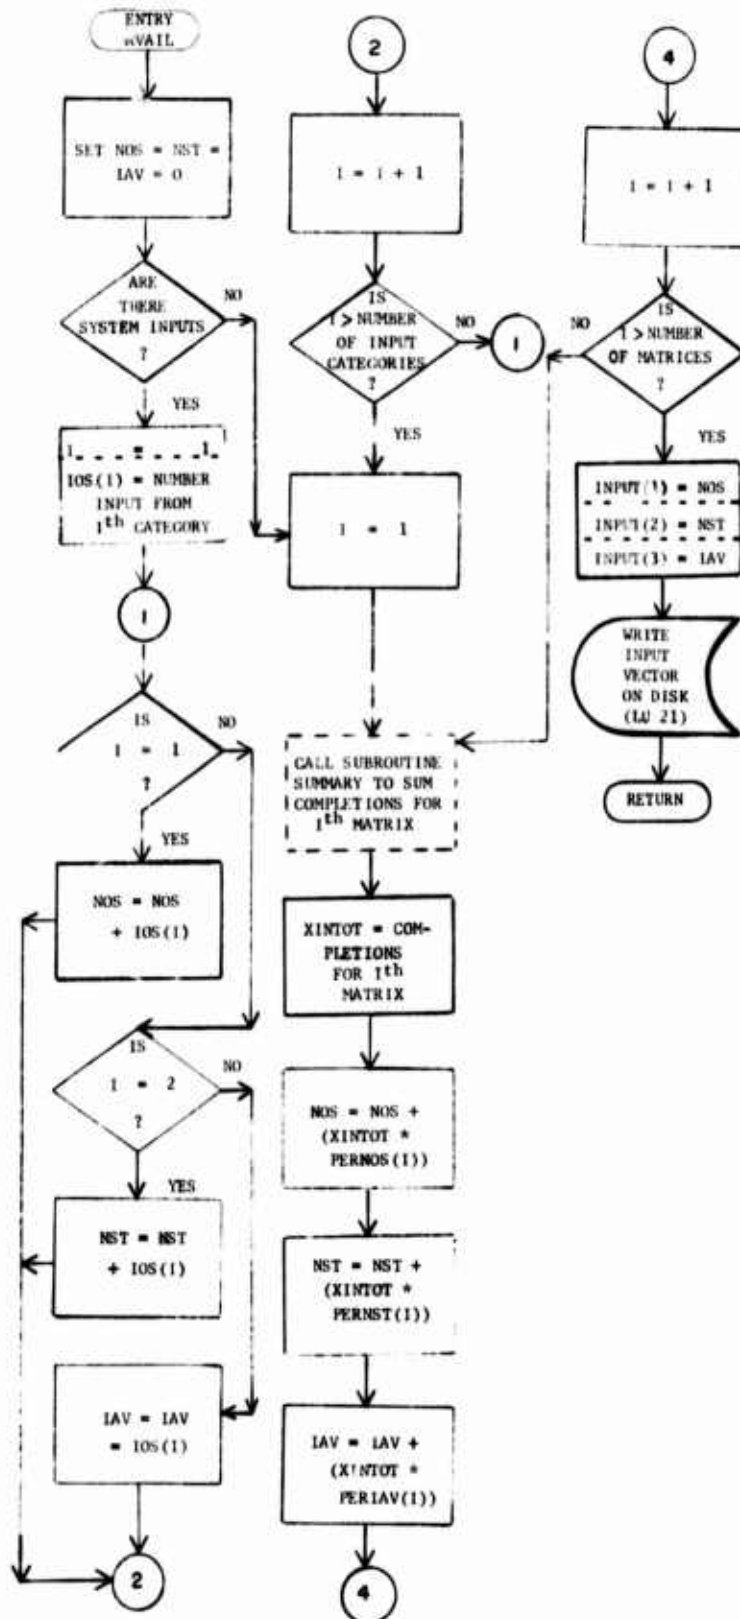 ENTRY
AVAIL
SET NOS = NST =
IAV = 0
ARE
THERE
SYSTEM INPUTS
?
NO
YES
I = 1
IOS(I) = NUMBER
INPUT FROM
Ith CATEGORY
1
IS
I = 1
?
NO
YES
NOS = NOS
+ IOS(I)
IS
I = 2
?
NO
YES
NST = NST
+ IOS(I)
IAV = IAV
= IOS(I)
2
2
I = I + 1
IS
I > NUMBER
OF INPUT
CATEGORIES
?
NO
1
YES
I = 1
CALL SUBROUTINE
SUMMARY TO SUM
COMPLETIONS FOR
Ith MATRIX
XINTOT = COM-
PLETIONS
FOR Ith
MATRIX
NOS = NOS +
(XINTOT *
PERNOS(I))
NST = NST +
(XINTOT *
PERNST(I))
IAV = IAV +
(XINTOT *
PERIAV(I))
4
4
I = I + 1
IS
I > NUMBER
OF MATRICES
?
NO
YES
INPUT(1) = NOS
INPUT(2) = NST
INPUT(3) = IAV
WRITE
INPUT
VECTOR
ON DISK
(LU 21)
RETURN